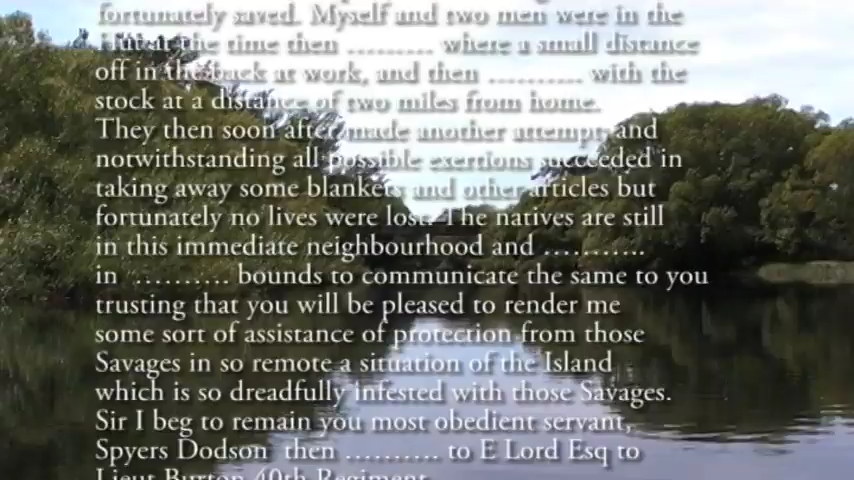 fortunately saved. Myself and two men were in the
Hut at the time then .......... where a small distance
off in the back at work, and then ........... with the
stock at a distance of two miles from home.
They then soon after made another attempt, and
notwithstanding all possible exertions succeeded in
taking away some blankets and other articles but
fortunately no lives were lost. The natives are still
in this immediate neighbourhood and ...........
in .......... bounds to communicate the same to you
trusting that you will be pleased to render me
some sort of assistance of protection from those
Savages in so remote a situation of the Island
which is so dreadfully infested with those Savages.
Sir I beg to remain you most obedient servant,
Spyers Dodson then .......... to E Lord Esq to
Lieut Burton 40th Regiment